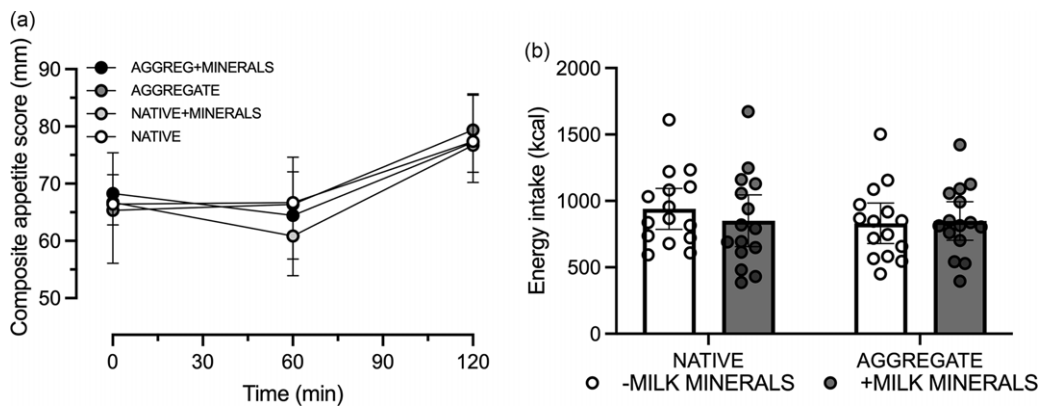 (a)
Composite appetite score (mm)
90
80
70
60
50
AGGREG+MINERALS
AGGREGATE
NATIVE+MINERALS
NATIVE
0
30
60
90
120
Time (min)
(b)
Energy intake (kcal)
2000
1500
1000
500
0
NATIVE
AGGREGATE
-MILK MINERALS
+MILK MINERALS